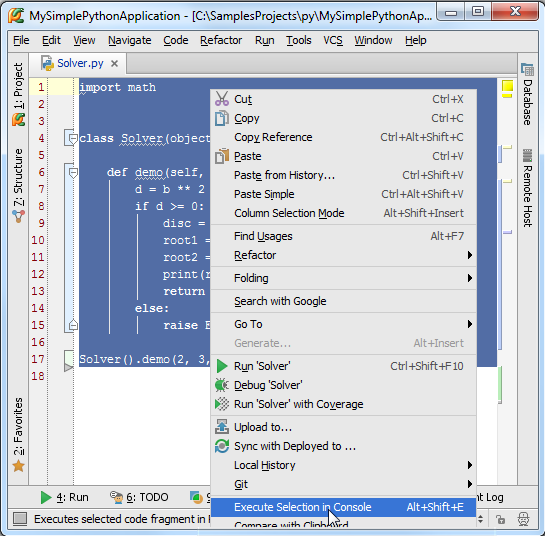 MySimplePythonApplication - [C:\SamplesProjects\py\MySimplePythonAp...
File Edit View Navigate Code Refactor Run Tools VCS Window Help
Solver.py
1: Project
7: Structure
2: Favorites
Database
Remote Host
1 import math
2
3
4 class Solver(object
5
6 def demo(self,
7 d = b ** 2
8 if d >= 0:
9 disc =
10 root1 =
11 root2 =
12 print(r
13 return
14 else:
15 raise E
16
17 Solver().demo(2, 3,
18
Cut Ctrl+X
Copy Ctrl+C
Copy Reference Ctrl+Alt+Shift+C
Paste Ctrl+V
Paste from History... Ctrl+Shift+V
Paste Simple Ctrl+Alt+Shift+V
Column Selection Mode Alt+Shift+Insert
Find Usages Alt+F7
Refactor
Folding
Search with Google
Go To
Generate... Alt+Insert
Run 'Solver' Ctrl+Shift+F10
Debug 'Solver'
Run 'Solver' with Coverage
Upload to...
Sync with Deployed to ...
Local History
Git
Execute Selection in Console Alt+Shift+E
Compare with Clipboard
4: Run 6: TODO nt Log
Executes selected code fragment in